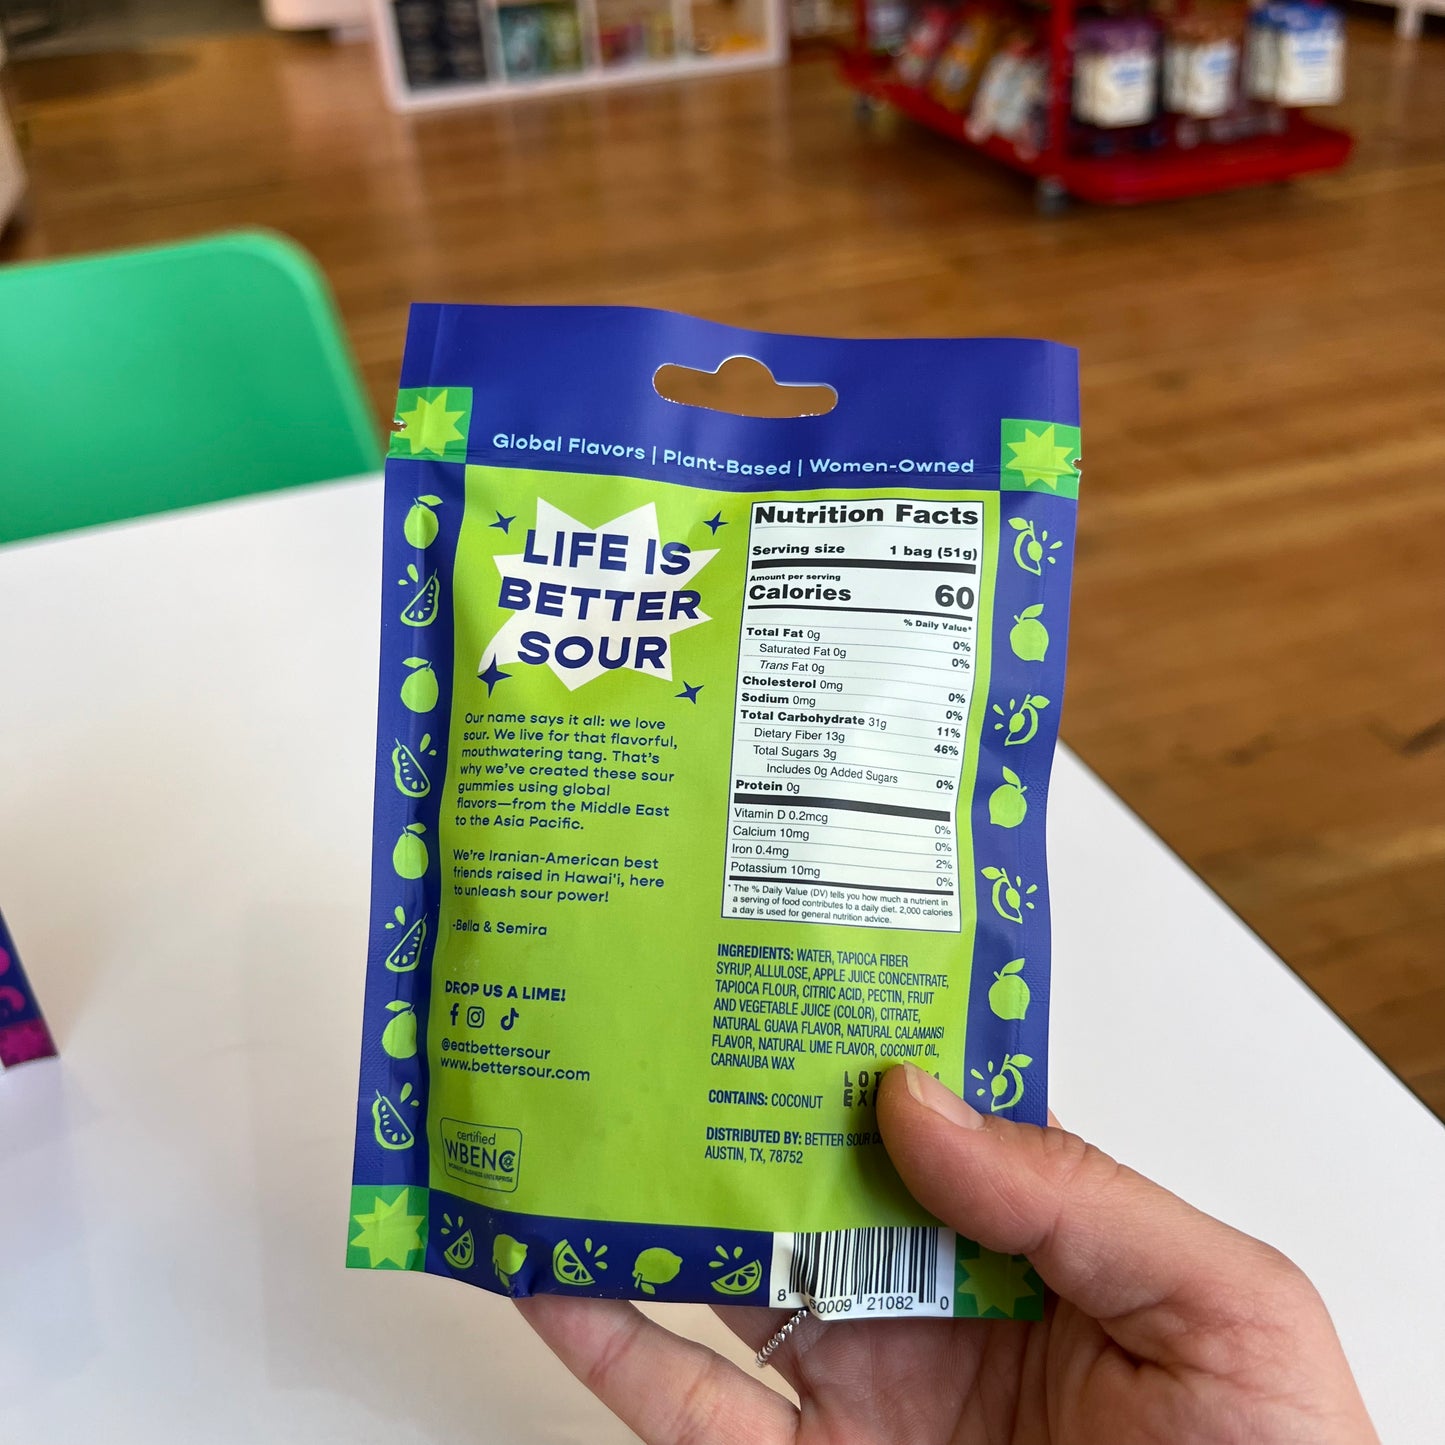 Global Flavors | Plant-Based | Women-Owned
LIFE IS
BETTER
SOUR
Our name says it all: we love
sour. We live for that flavorful,
mouthwatering tang. That's
why we've created these sour
gummies using global
flavors—from the Middle East
to the Asia Pacific.
We're Iranian-American best
friends raised in Hawai'i, here
to unleash sour power!
-Bella & Semira
DROP US A LIME!
@eatbettersour
www.bettersour.com
certified
WBENC
WOMEN'S BUSINESS ENTERPRISE
Nutrition Facts
Serving size 1 bag (51g)
Amount per serving
Calories 60
% Daily Value*
Total Fat 0g 0%
Saturated Fat 0g 0%
Trans Fat 0g
Cholesterol 0mg 0%
Sodium 0mg 0%
Total Carbohydrate 31g 11%
Dietary Fiber 13g 46%
Total Sugars 3g
Includes 0g Added Sugars 0%
Protein 0g
Vitamin D 0.2mcg 0%
Calcium 10mg 0%
Iron 0.4mg 2%
Potassium 10mg 0%
* The % Daily Value (DV) tells you how much a nutrient in
a serving of food contributes to a daily diet. 2,000 calories
a day is used for general nutrition advice.
INGREDIENTS: WATER, TAPIOCA FIBER
SYRUP, ALLULOSE, APPLE JUICE CONCENTRATE,
TAPIOCA FLOUR, CITRIC ACID, PECTIN, FRUIT
AND VEGETABLE JUICE (COLOR), CITRATE,
NATURAL GUAVA FLAVOR, NATURAL CALAMANSI
FLAVOR, NATURAL UME FLAVOR, COCONUT OIL,
CARNAUBA WAX
LOT
CONTAINS: COCONUT
DISTRIBUTED BY: BETTER SOUR
AUSTIN, TX, 78752
8 60009 21082 0